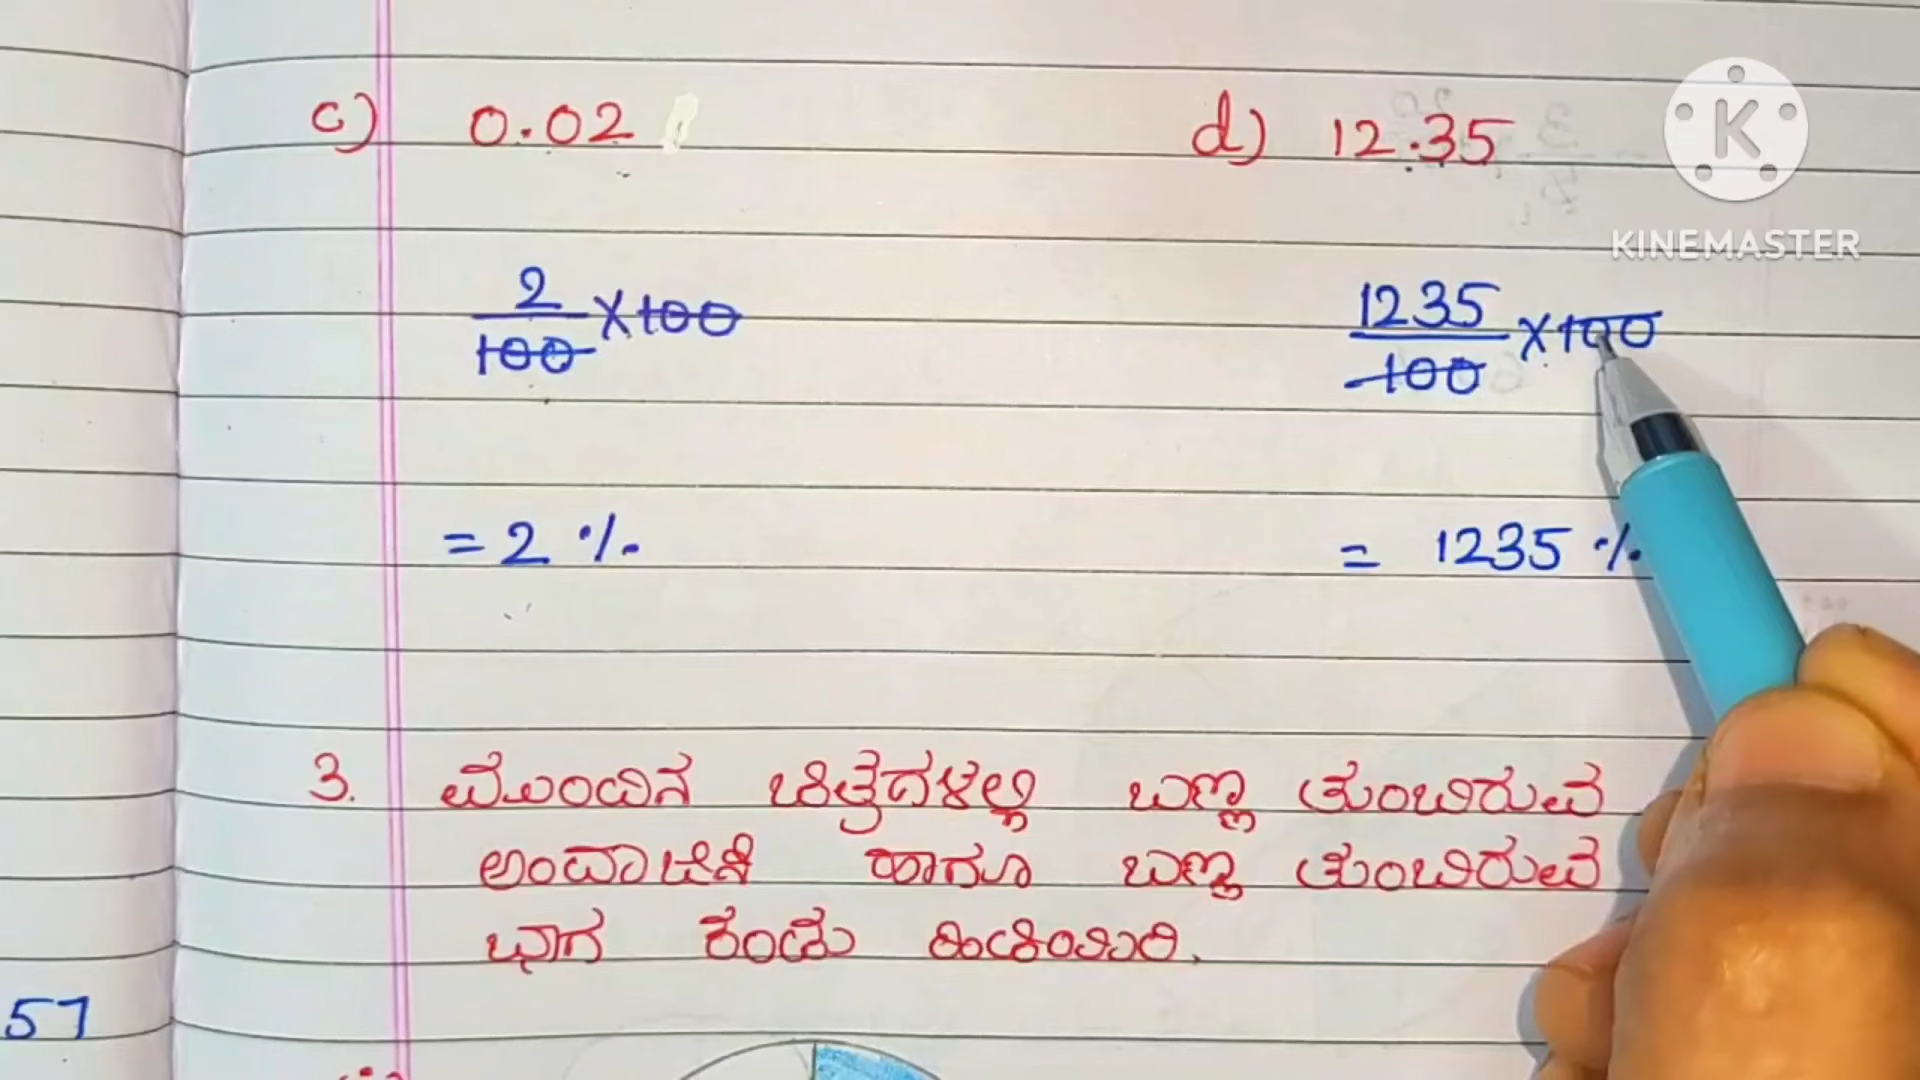 c) 0.02
d) 12.35
2/100 × 100
1235/100 × 100
= 2 %
= 1235 %
3. ಮುಂದಿನ ಚಿತ್ರಗಳಲ್ಲಿ ಬಣ್ಣ ತುಂಬಿರುವ
ಅಂದಾಜಿಸಿ ಹಾಗೂ ಬಣ್ಣ ತುಂಬಿರುವ
ಭಾಗ ಕಂಡು ಹಿಡಿಯಿರಿ.
57
K
KINEMASTER